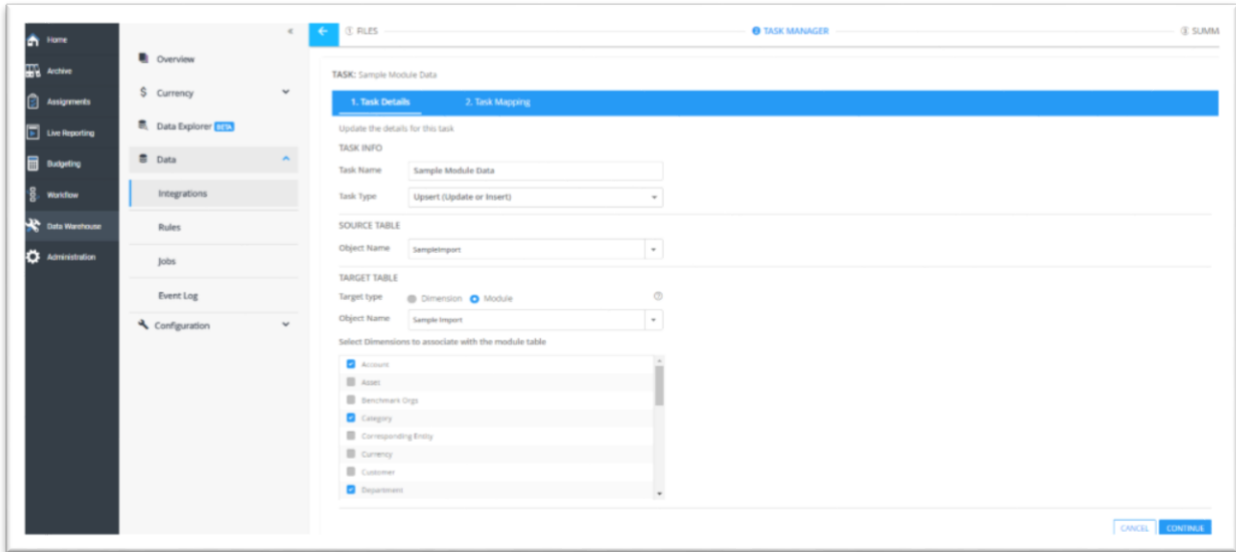 Home
Archive
Assignments
Live Reporting
Budgeting
Workflow
Data Warehouse
Administration
«
Overview
$ Currency
Data Explorer BETA
Data
Integrations
Rules
Jobs
Event Log
Configuration
1 FILES
2 TASK MANAGER
3 SUMM
TASK: Sample Module Data
1. Task Details 2. Task Mapping
Update the details for this task
TASK INFO
Task Name Sample Module Data
Task Type Upsert (Update or Insert)
SOURCE TABLE
Object Name SampleImport
TARGET TABLE
Target type Dimension Module
Object Name Sample Import
Select Dimensions to associate with the module table
Account
Asset
Benchmark Orgs
Category
Corresponding Entity
Currency
Customer
Department
CANCEL CONTINUE